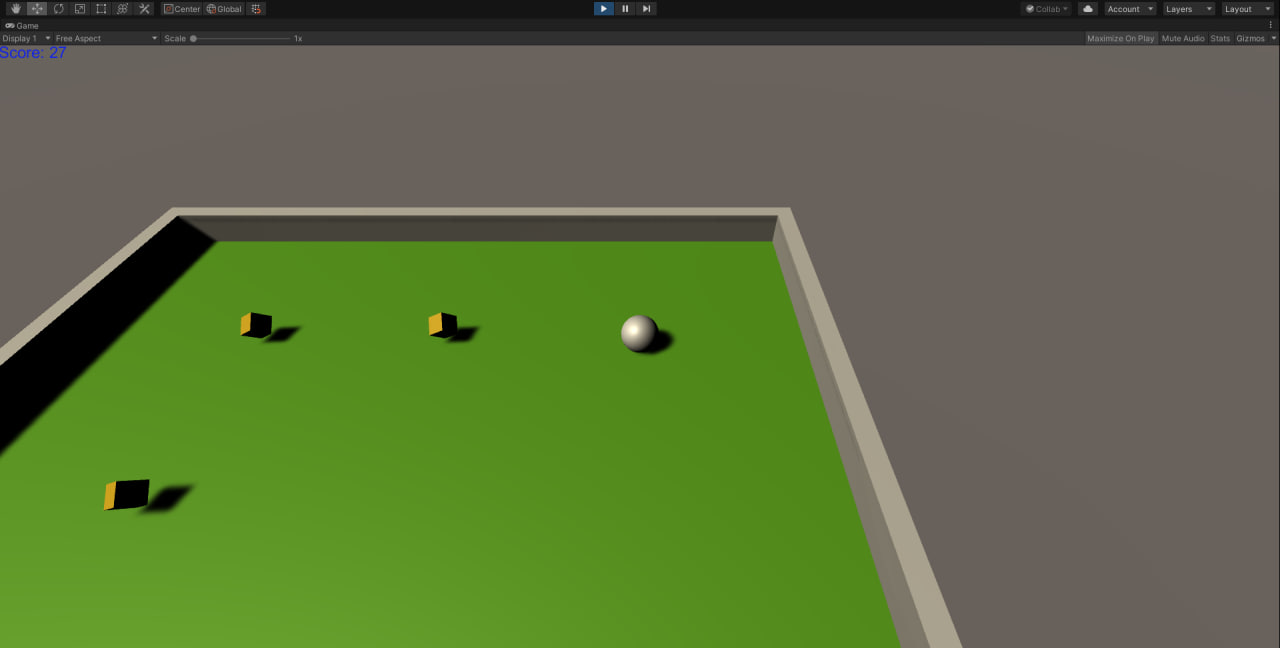 Center Global Collab Account Layers Layout
Game
Display 1 Free Aspect Scale 1x Maximize On Play Mute Audio Stats Gizmos
Score: 27